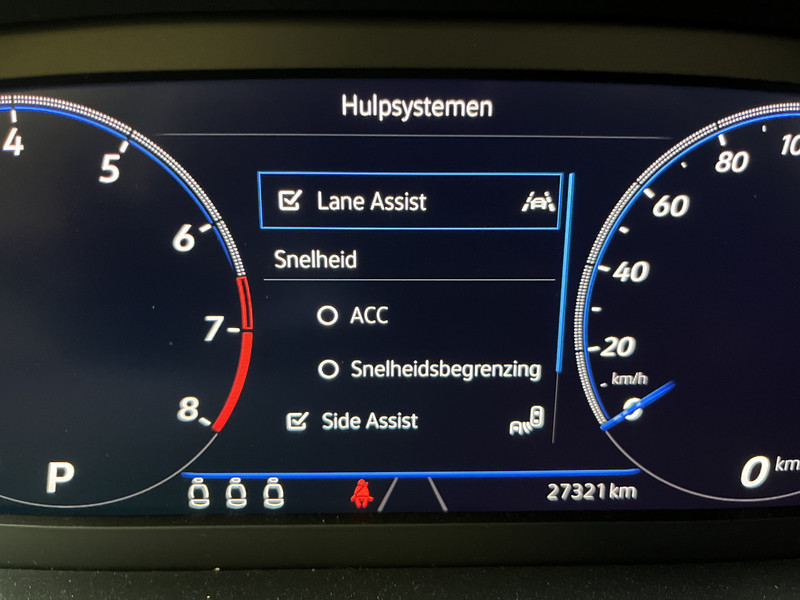 Hulpsystemen
4
5
6
7
8
P
Lane Assist
Snelheid
ACC
Snelheidsbegrenzing
Side Assist
27321 km
10
80
60
40
20
km/h
0
0 km